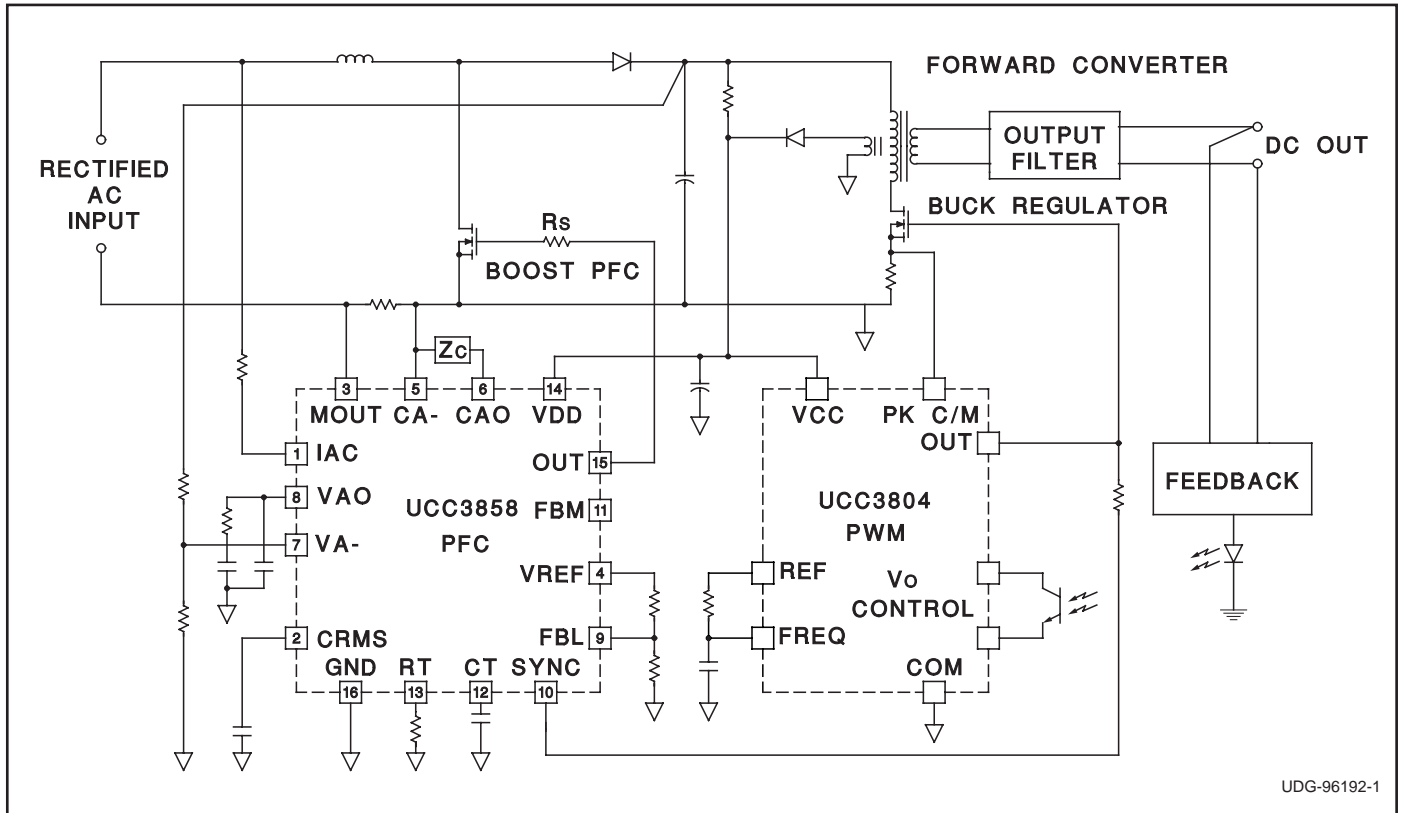 FORWARD CONVERTER
OUTPUT
FILTER
DC OUT
RECTIFIED
AC
INPUT
BUCK REGULATOR
Rs
BOOST PFC
Zc
3
5
6
14
MOUT
CA-
CAO
VDD
VCC
PK C/M
1
IAC
OUT
15
OUT
8
VAO
UCC3858
PFC
FBM
11
UCC3804
PWM
FEEDBACK
7
VA-
VREF
4
REF
Vo
CONTROL
2
CRMS
FBL
9
FREQ
GND
RT
CT
SYNC
COM
16
13
12
10
UDG-96192-1